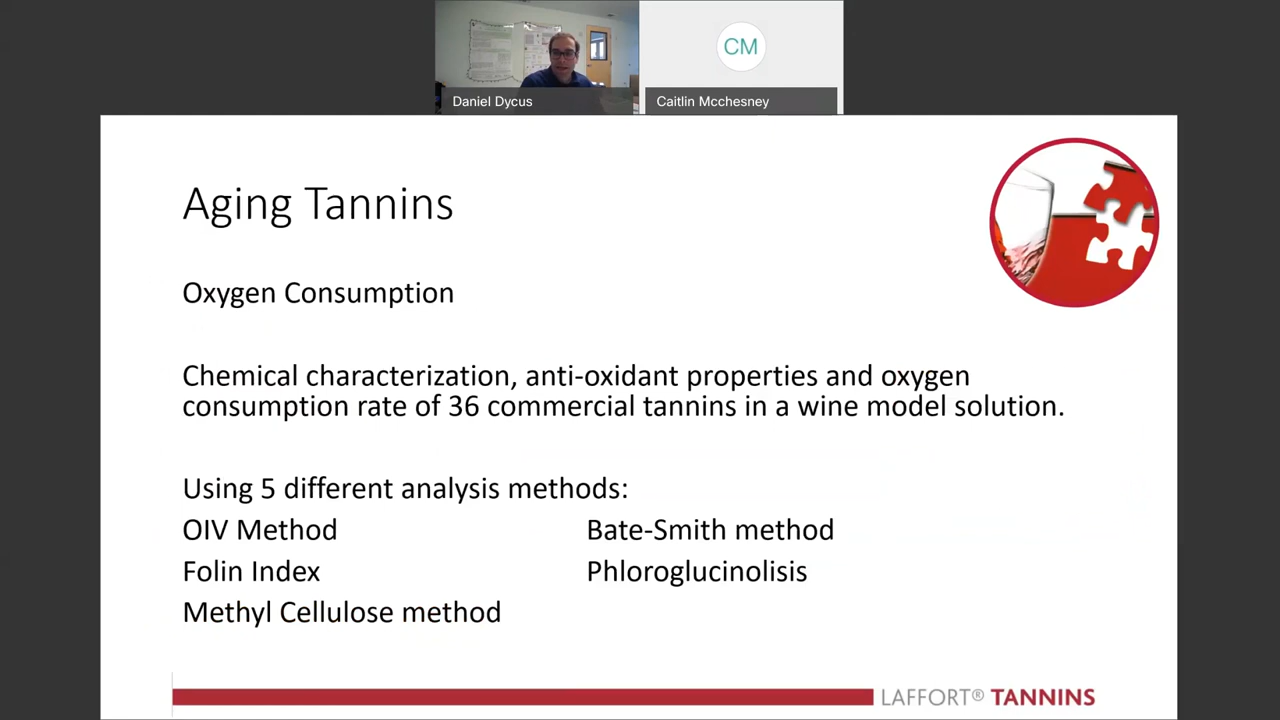 CM
Daniel Dycus
Caitlin Mcchesney
Aging Tannins
Oxygen Consumption
Chemical characterization, anti-oxidant properties and oxygen
consumption rate of 36 commercial tannins in a wine model solution.
Using 5 different analysis methods:
OIV Method
Bate-Smith method
Folin Index
Phloroglucinolisis
Methyl Cellulose method
LAFFORT® TANNINS